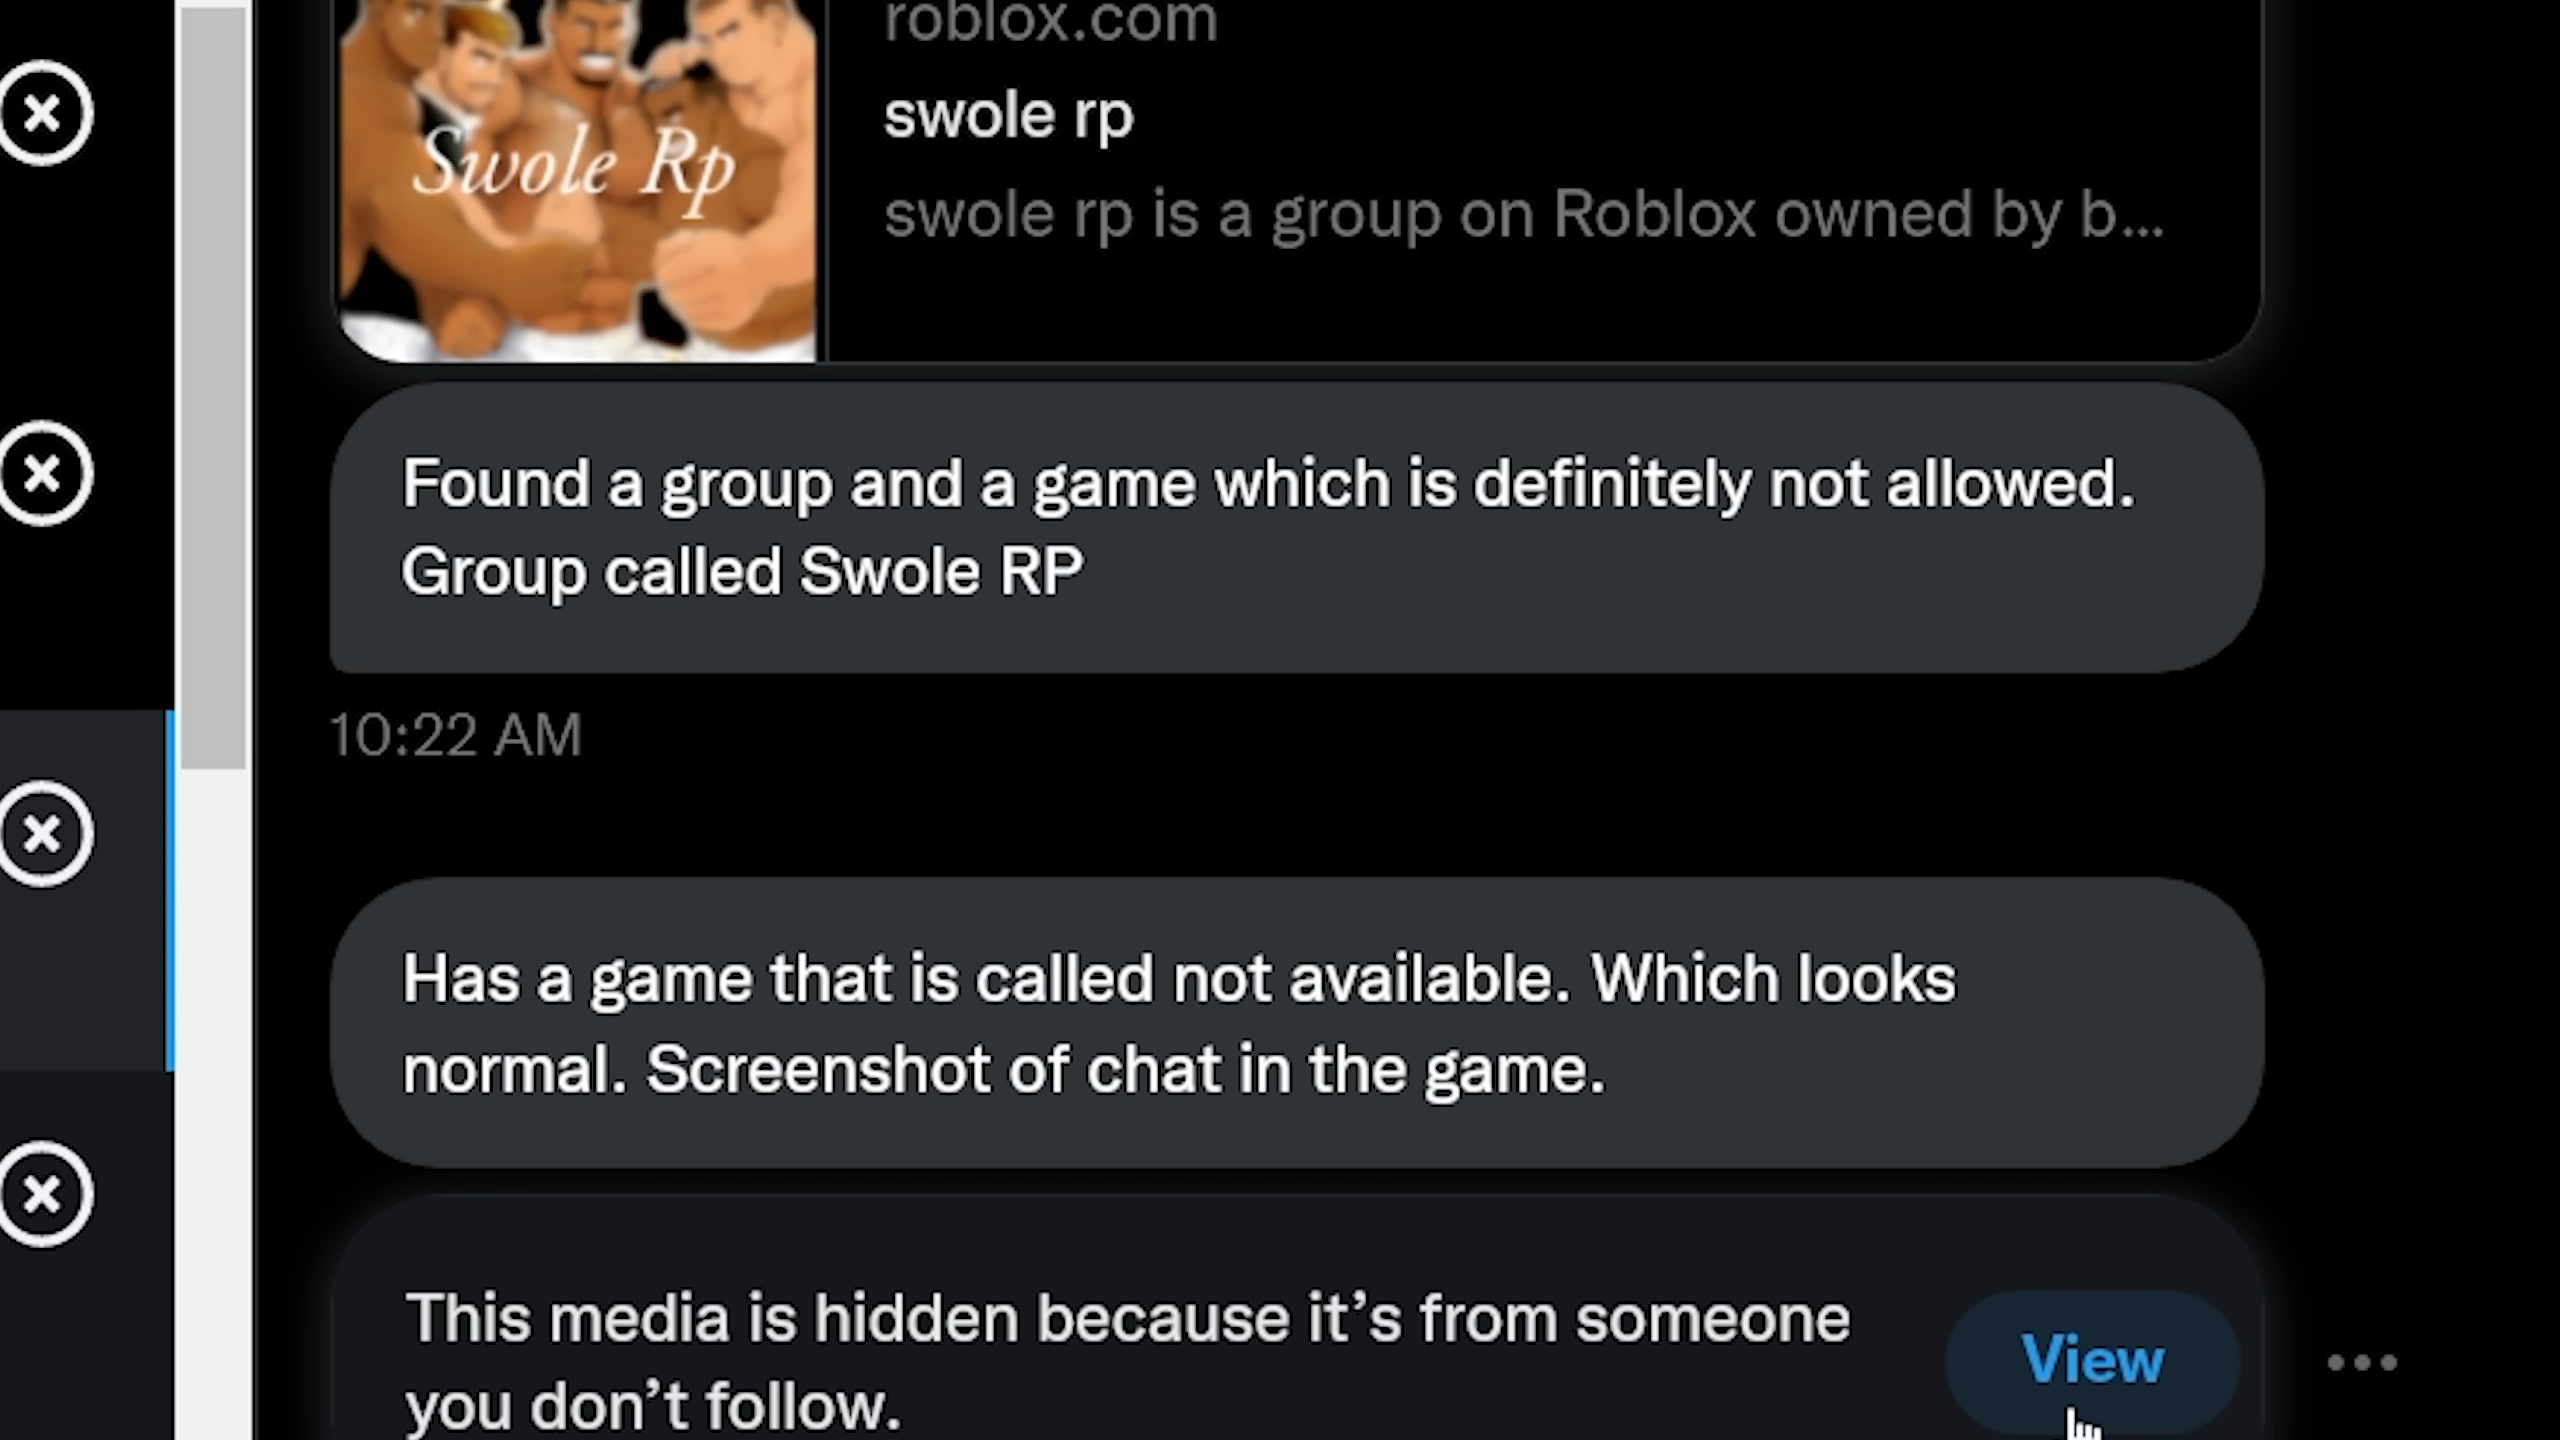 roblox.com
Swole Rp
swole rp
swole rp is a group on Roblox owned by b...
Found a group and a game which is definitely not allowed.
Group called Swole RP
10:22 AM
Has a game that is called not available. Which looks
normal. Screenshot of chat in the game.
This media is hidden because it’s from someone
you don’t follow.
View